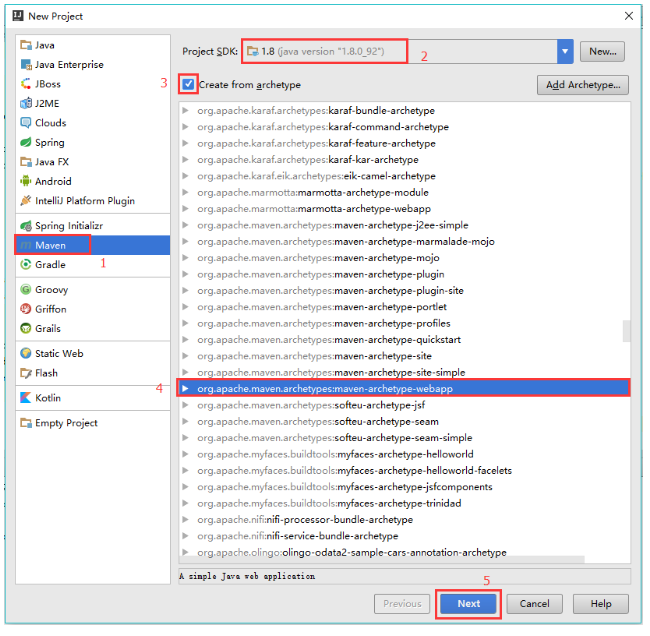 New Project
Java
Java Enterprise
JBoss
J2ME
Clouds
Spring
Java FX
Android
IntelliJ Platform Plugin
Spring Initializr
Maven
1
Gradle
Groovy
Griffon
Grails
Static Web
Flash
4
Kotlin
Empty Project
Project SDK: 1.8 (java version "1.8.0_92")
2
New...
3
Create from archetype
Add Archetype...
org.apache.karaf.archetypes:karaf-bundle-archetype
org.apache.karaf.archetypes:karaf-command-archetype
org.apache.karaf.archetypes:karaf-feature-archetype
org.apache.karaf.archetypes:karaf-kar-archetype
org.apache.karaf.eik.archetypes:eik-camel-archetype
org.apache.marmotta:marmotta-archetype-module
org.apache.marmotta:marmotta-archetype-webapp
org.apache.maven.archetypes:maven-archetype-j2ee-simple
org.apache.maven.archetypes:maven-archetype-marmalade-mojo
org.apache.maven.archetypes:maven-archetype-mojo
org.apache.maven.archetypes:maven-archetype-plugin
org.apache.maven.archetypes:maven-archetype-plugin-site
org.apache.maven.archetypes:maven-archetype-portlet
org.apache.maven.archetypes:maven-archetype-profiles
org.apache.maven.archetypes:maven-archetype-quickstart
org.apache.maven.archetypes:maven-archetype-site
org.apache.maven.archetypes:maven-archetype-site-simple
org.apache.maven.archetypes:maven-archetype-webapp
org.apache.maven.archetypes:softeu-archetype-jsf
org.apache.maven.archetypes:softeu-archetype-seam
org.apache.maven.archetypes:softeu-archetype-seam-simple
org.apache.myfaces.buildtools:myfaces-archetype-helloworld
org.apache.myfaces.buildtools:myfaces-archetype-helloworld-facelets
org.apache.myfaces.buildtools:myfaces-archetype-jsfcomponents
org.apache.myfaces.buildtools:myfaces-archetype-trinidad
org.apache.nifi:nifi-processor-bundle-archetype
org.apache.nifi:nifi-service-bundle-archetype
org.apache.olingo:olingo-odata2-sample-cars-annotation-archetype
A simple Java web application
5
Previous
Next
Cancel
Help